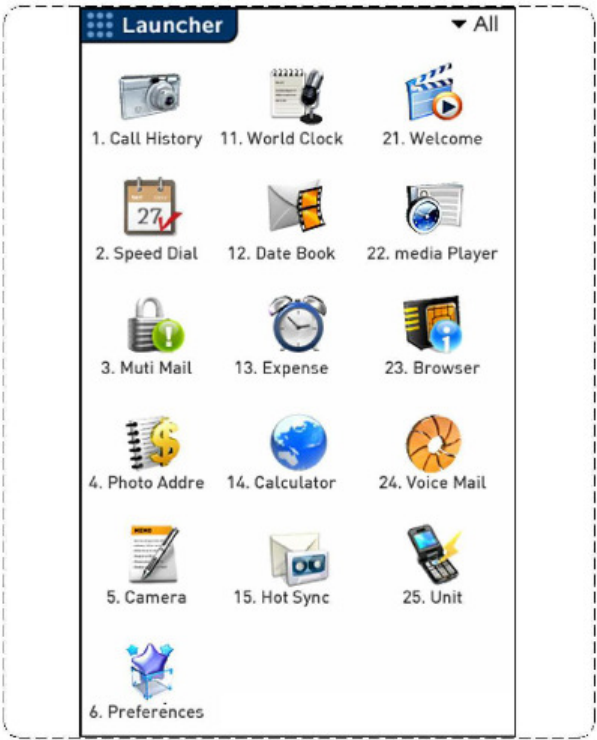 Launcher
All
1. Call History
11. World Clock
21. Welcome
27
2. Speed Dial
12. Date Book
22. media Player
3. Muti Mail
13. Expense
23. Browser
4. Photo Addre
14. Calculator
24. Voice Mail
MEMO
5. Camera
15. Hot Sync
25. Unit
6. Preferences